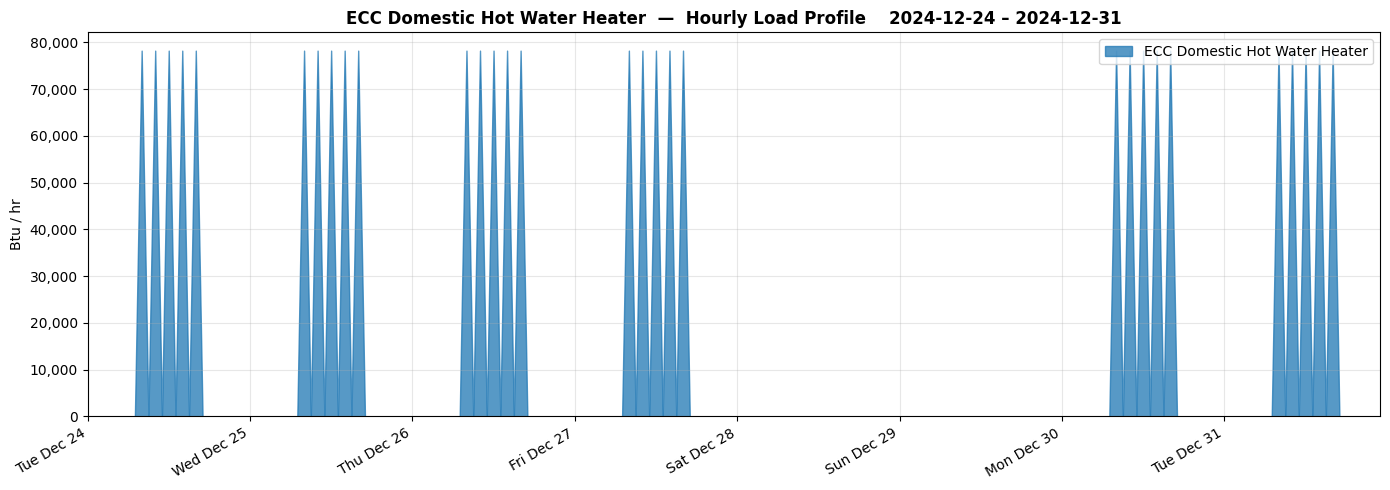 ECC Domestic Hot Water Heater — Hourly Load Profile 2024-12-24 – 2024-12-31
ECC Domestic Hot Water Heater
Btu / hr
80,000
70,000
60,000
50,000
40,000
30,000
20,000
10,000
0
Tue Dec 24
Wed Dec 25
Thu Dec 26
Fri Dec 27
Sat Dec 28
Sun Dec 29
Mon Dec 30
Tue Dec 31